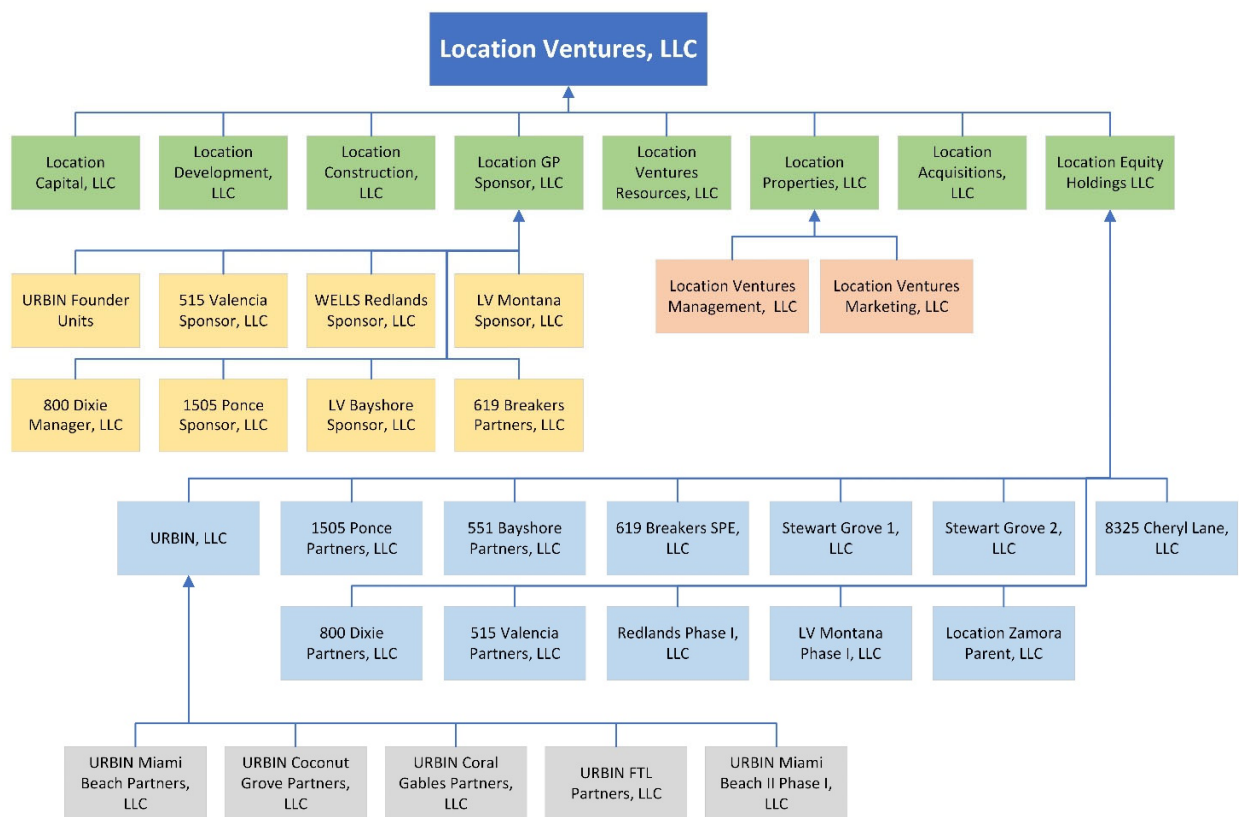 Location Ventures, LLC
Location
Capital, LLC
Location
Development,
LLC
Location
Construction,
LLC
Location GP
Sponsor, LLC
Location
Ventures
Resources, LLC
Location
Properties, LLC
Location
Acquisitions,
LLC
Location Equity
Holdings LLC
URBIN Founder
Units
515 Valencia
Sponsor, LLC
WELLS Redlands
Sponsor, LLC
LV Montana
Sponsor, LLC
Location Ventures
Management, LLC
Location Ventures
Marketing, LLC
800 Dixie
Manager, LLC
1505 Ponce
Sponsor, LLC
LV Bayshore
Sponsor, LLC
619 Breakers
Partners, LLC
URBIN, LLC
1505 Ponce
Partners, LLC
551 Bayshore
Partners, LLC
619 Breakers SPE,
LLC
Stewart Grove 1,
LLC
Stewart Grove 2,
LLC
8325 Cheryl Lane,
LLC
800 Dixie
Partners, LLC
515 Valencia
Partners, LLC
Redlands Phase I,
LLC
LV Montana
Phase I, LLC
Location Zamora
Parent, LLC
URBIN Miami
Beach Partners,
LLC
URBIN Coconut
Grove Partners,
LLC
URBIN Coral
Gables Partners,
LLC
URBIN FTL
Partners, LLC
URBIN Miami
Beach II Phase I,
LLC